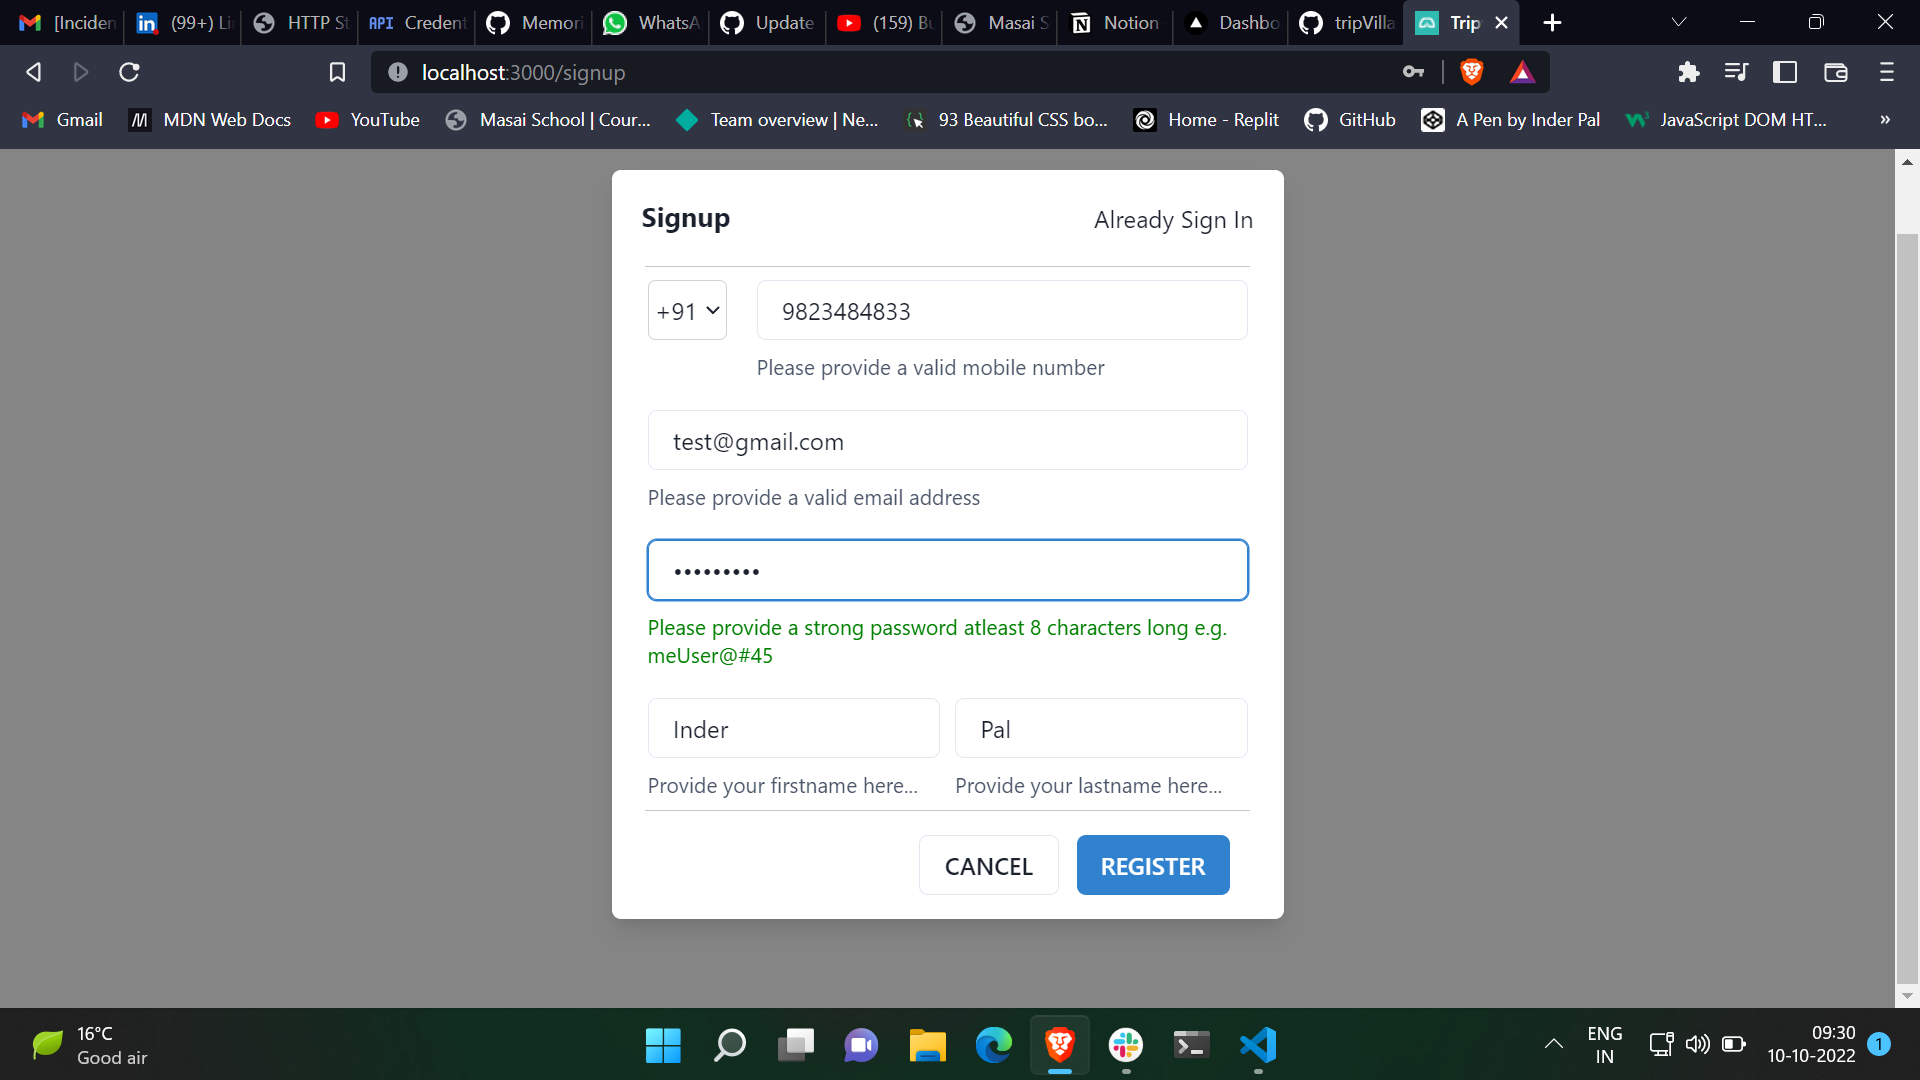 [Inciden
(99+) Li
HTTP St
API Credent
Memori
WhatsA
Update
(159) Bu
Masai S
Notion
Dashbo
tripVilla
Trip
localhost:3000/signup
Gmail
MDN Web Docs
YouTube
Masai School | Cour...
Team overview | Ne...
93 Beautiful CSS bo...
Home - Replit
GitHub
A Pen by Inder Pal
JavaScript DOM HT...
»
Signup
Already Sign In
+91
9823484833
Please provide a valid mobile number
test@gmail.com
Please provide a valid email address
•••••••••
Please provide a strong password atleast 8 characters long e.g.
meUser@#45
Inder
Pal
Provide your firstname here...
Provide your lastname here...
CANCEL
REGISTER
16°C
Good air
ENG
IN
09:30
10-10-2022
1